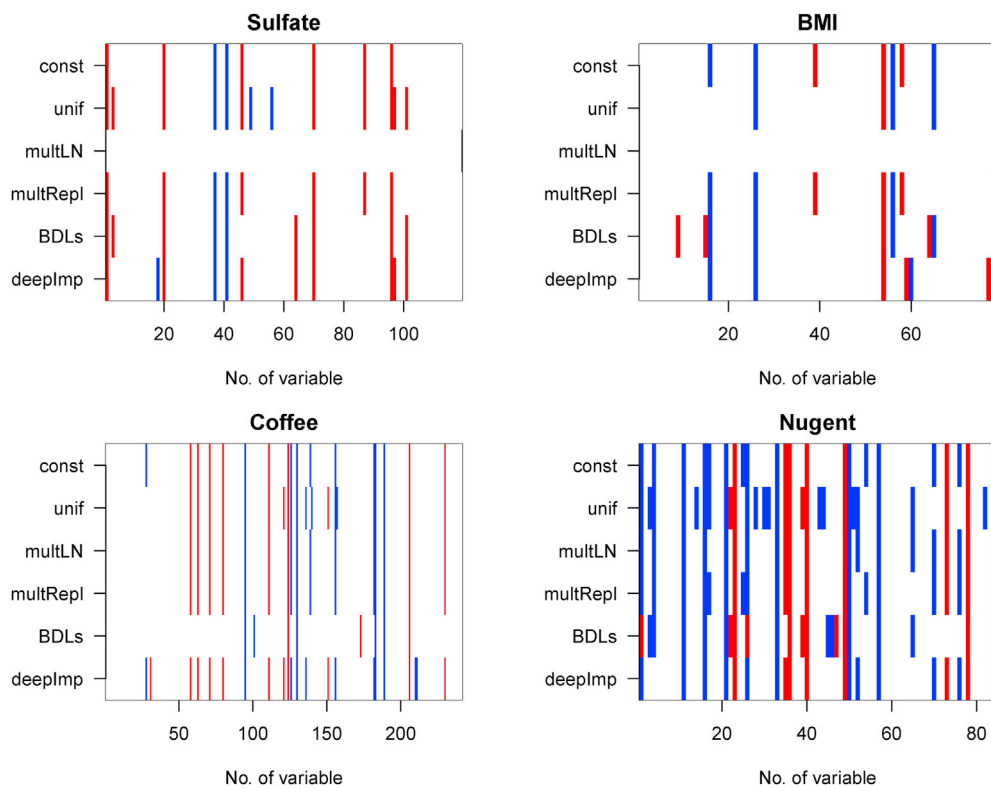 Sulfate
const
unif
multLN
multRepl
BDLs
deepImp
20 40 60 80 100
No. of variable
BMI
const
unif
multLN
multRepl
BDLs
deepImp
20 40 60
No. of variable
Coffee
const
unif
multLN
multRepl
BDLs
deepImp
50 100 150 200
No. of variable
Nugent
const
unif
multLN
multRepl
BDLs
deepImp
20 40 60 80
No. of variable